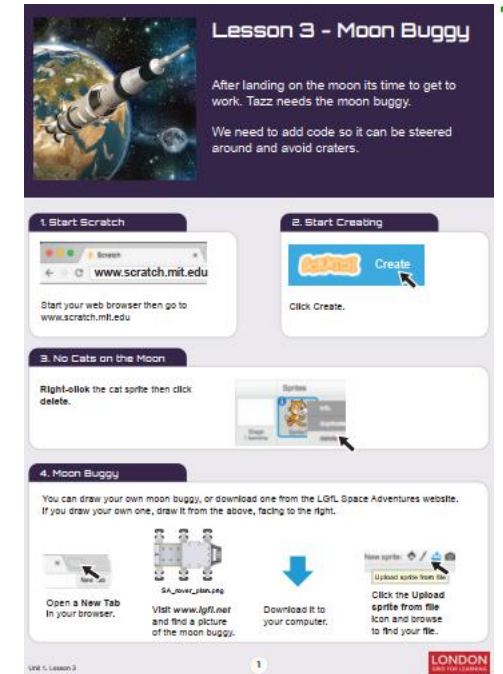 Lesson 3 - Moon Buggy
After landing on the moon its time to get to
work. Tazz needs the moon buggy.
We need to add code so it can be steered
around and avoid craters.
1. Start Scratch
Scratch
www.scratch.mit.edu
Start your web browser then go to
www.scratch.mit.edu
2. Start Creating
Create
Click Create.
3. No Cats on the Moon
Right-click the cat sprite then click
delete.
Sprites
Stage
delete
4. Moon Buggy
You can draw your own moon buggy, or download one from the LGfL Space Adventures website.
If you draw your own one, draw it from the above, facing to the right.
New Tab
Open a New Tab
in your browser.
SA_rover_plan.png
Visit www.lgfl.net
and find a picture
of the moon buggy.
Download it to
your computer.
New sprite:
Upload sprite from file
Click the Upload
sprite from file
icon and browse
to find your file.
Unit 1, Lesson 3
1
LONDON
GRID FOR LEARNING